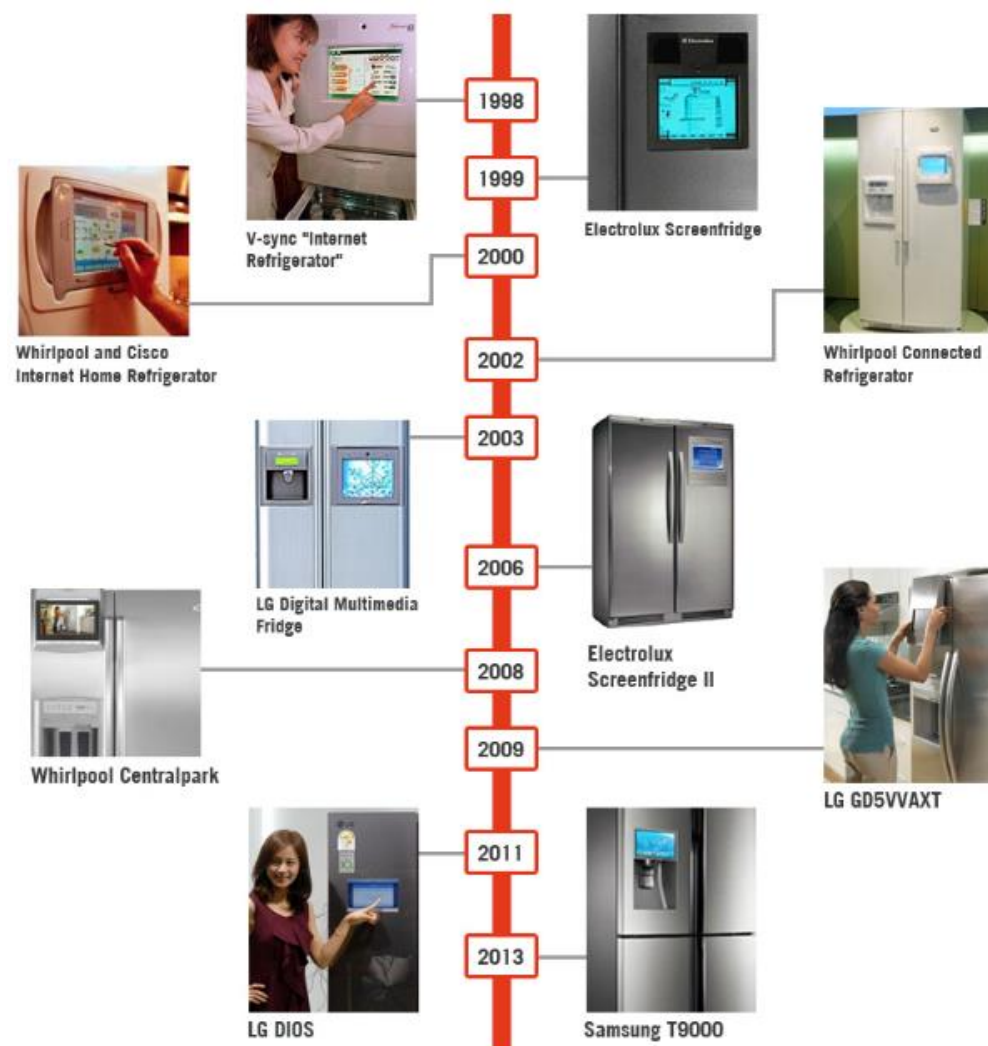 1998
V-sync "Internet
Refrigerator"
Electrolux
1999
Electrolux Screenfridge
2000
Whirlpool and Cisco
Internet Home Refrigerator
2002
Whirlpool Connected
Refrigerator
2003
LG Digital Multimedia
Fridge
2006
Electrolux
Screenfridge II
2008
Whirlpool Centralpark
2009
LG GD5VVAXT
LG
2011
LG DIOS
2013
Samsung T9000